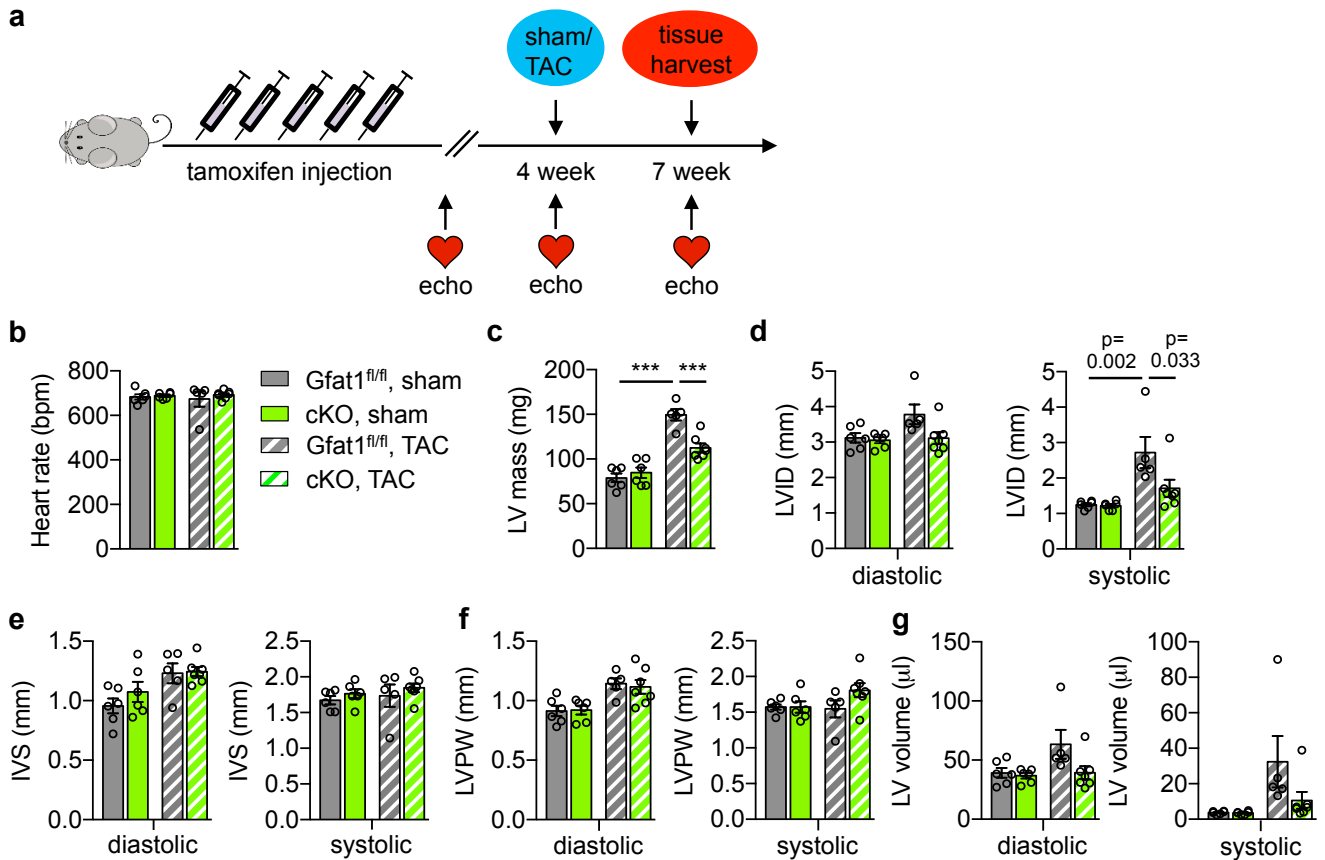 a
sham/
TAC
tissue
harvest
tamoxifen injection
4 week
7 week
echo
echo
echo
b
Heart rate (bpm)
800
600
400
200
0
Gfat1fl/fl, sham
cKO, sham
Gfat1fl/fl, TAC
cKO, TAC
c
LV mass (mg)
200
150
100
50
0
***
***
d
LVID (mm)
5
4
3
2
1
0
diastolic
LVID (mm)
5
4
3
2
1
0
p=
0.002
p=
0.033
systolic
e
IVS (mm)
1.5
1.0
0.5
0.0
diastolic
IVS (mm)
2.5
2.0
1.5
1.0
0.5
0.0
systolic
f
LVPW (mm)
1.5
1.0
0.5
0.0
diastolic
LVPW (mm)
2.5
2.0
1.5
1.0
0.5
0.0
systolic
g
LV volume (µl)
150
100
50
0
diastolic
LV volume (µl)
100
80
60
40
20
0
systolic